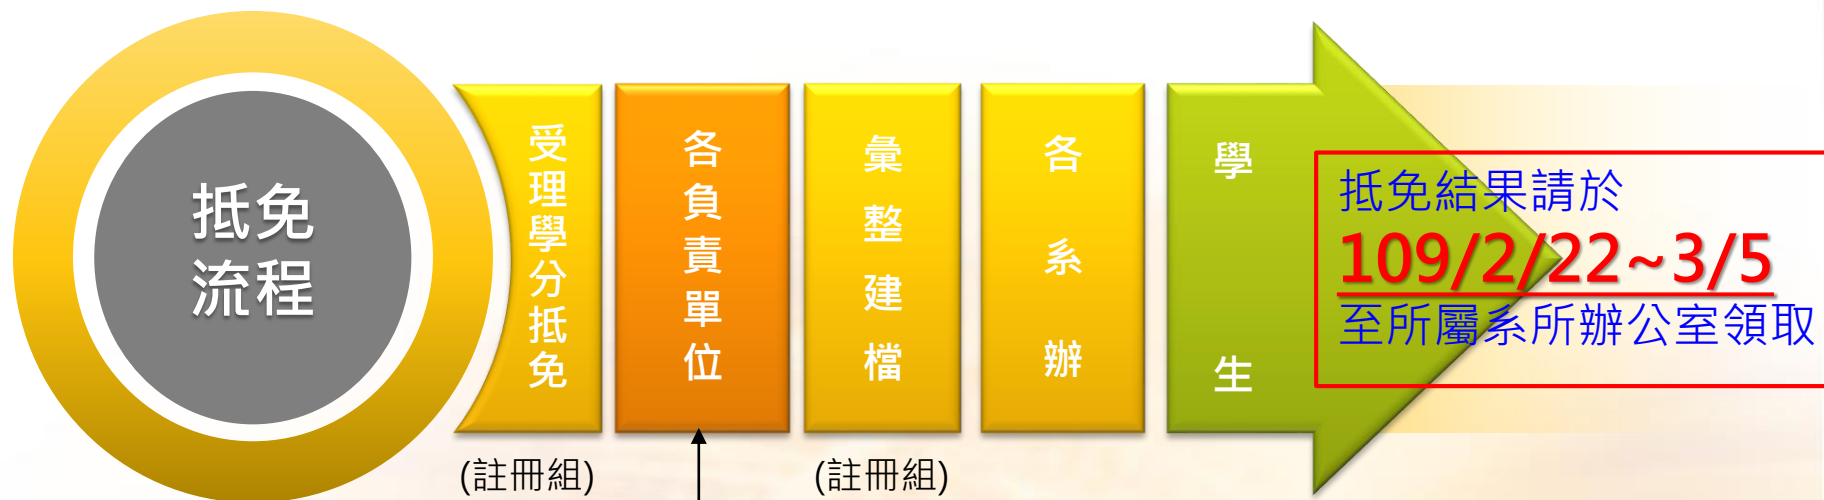 抵免
流程
受理學分抵免
(註冊組)
各負責單位
彙整建檔
(註冊組)
各系辦
學生
抵免結果請於
109/2/22~3/5
至所屬系所辦公室領取